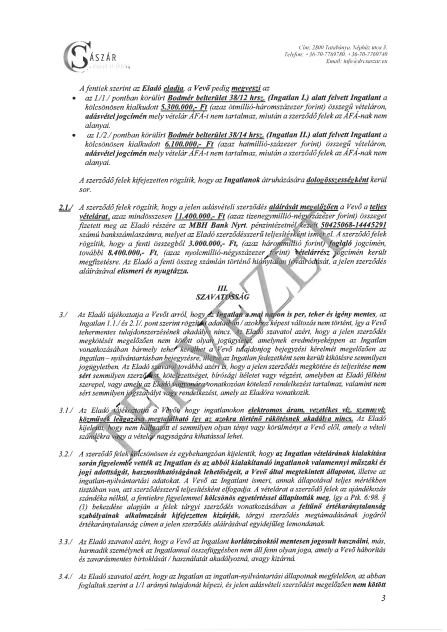 SZÁSZÁR
Cím: 2800 Tatabánya, Népház utca 3.
Telefon: +36-70-7769780, +36-70-7769740
Email: info@drszaszar.eu
A fentiek szerint az Eladó eladja, a Vevő pedig megveszi az
• az 1/1./ pontban körülírt Bodmér belterület 38/12 hrsz. (Ingatlan I.) alatt felvett Ingatlant a
kölcsönösen kialkudott 5.300.000,- Ft (azaz ötmillió-háromszázezer forint) összegű vételáron,
adásvétel jogcímén mely vételár ÁFÁ-t nem tartalmaz, miután a szerződő felek az ÁFÁ-nak nem
alanyai.
• az 1/2./ pontban körülírt Bodmér belterület 38/14 hrsz. (Ingatlan II.) alatt felvett Ingatlant a
kölcsönösen kialkudott 6.100.000,- Ft (azaz hatmillió-százezer forint) összegű vételáron,
adásvétel jogcímén mely vételár ÁFÁ-t nem tartalmaz, miután a szerződő felek az ÁFÁ-nak nem
alanyai.
A szerződő felek kifejezetten rögzítik, hogy az Ingatlanok átruházására dologösszességként kerül
sor.
2.1./ A szerződő felek rögzítik, hogy a jelen adásvételi szerződés aláírását megelőzően a Vevő a teljes
vételárat, azaz mindösszesen 11.400.000,- Ft (azaz tizenegymillió-négyszázezer forint) összeget
fizetett meg az Eladó részére az MBH Bank Nyrt. pénzintézetnél kezelt 50425068-14445291
számú bankszámlaszámra, melyet az Eladó szerződésszerű teljesítésként ismer el. A szerződő felek
rögzítik, hogy a fenti összegből 3.000.000,- Ft, (azaz hárommillió forint) foglaló jogcímén,
további 8.400.000,- Ft, (azaz nyolcmillió-négyszázezer forint) vételárrész jogcímén került
megfizetésre. Az Eladó a fenti összeg számlán történő hiánytalan jóváírását, a jelen szerződés
aláírásával elismeri és nyugtázza.
III.
SZAVATOSSÁG
3./ Az Eladó tájékoztatja a Vevőt arról, hogy az Ingatlan a mai napon is per, teher és igény mentes, az
Ingatlan 1.1./ és 2.1/. pont szerint rögzített adataiban / azokhoz képest változás nem történt, így a Vevő
tehermentes tulajdonszerzésének akadálya nincs. Az Eladó szavatol azért, hogy a jelen szerződés
megkötését megelőzően nem kötött olyan jogügyletet, amelynek eredményeképpen az Ingatlan
vonatkozásában bármely teher kerülhet a Vevő tulajdonjog bejegyzési kérelmét megelőzően az
Ingatlan – nyilvántartásban bejegyzésre, illetve az Ingatlan fedezetként nem került kikötésre semmilyen
jogügyletben. Az Eladó szavatol továbbá azért is, hogy a jelen szerződés megkötése és teljesítése nem
sért semmilyen szerződést, kötelezettséget, bírósági ítéletet vagy végzést, amelyben az Eladó félként
szerepel, vagy amely az Eladó vagyonára vonatkozóan kötelező rendelkezést tartalmaz, valamint nem
sért semmilyen jogszabályt vagy rendelkezést, amely az Eladóra vonatkozik.
3.1./ Az Eladó tájékoztatja a Vevőt, hogy ingatlanokon elektromos áram, vezetékes víz, szennyvíz
közművek leágazása megtalálható így az azokra történő rákötésnek akadálya nincs. Az Eladó
kijelenti, hogy nem hallgatott el semmilyen olyan tényt vagy körülményt a Vevő elől, amely a vételi
szándékára vagy a vételár nagyságára kihatással lehet.
3.2./ A szerződő felek kölcsönösen és egybehangzóan kijelentik, hogy az Ingatlan vételárának kialakítása
során figyelembe vették az Ingatlan és az abból kialakítandó ingatlanok valamennyi műszaki és
jogi adottságát, hasznosíthatóságának lehetőségeit, a Vevő által megtekintett állapotot, illetve az
ingatlan-nyilvántartási adatokat. A Vevő az Ingatlant ismeri, annak állapotával teljes mértékben
tisztában van, azt szerződésszerű teljesítésként elfogadja. A vételárat a szerződő felek az ajándékozás
szándéka nélkül, a fentiekre figyelemmel kölcsönös egyetértéssel állapították meg, így a Ptk. 6:98. §
(1) bekezdése alapján a felek tárgyi szerződés vonatkozásában a feltűnő értékaránytalanság
szabályainak alkalmazását kifejezetten kizárják, tárgyi szerződés megtámadásának jogáról
értékaránytalanság címen a jelen szerződés aláírásával egyidejűleg lemondanak.
3.3./ Az Eladó szavatol azért, hogy a Vevő az Ingatlant korlátozásoktól mentesen jogosult használni, más,
harmadik személynek az Ingatlannal összefüggésben nem áll fenn olyan joga, amely a Vevő háborítás
és zavarásmentes birtoklását / használatát akadályozná, avagy kizárná.
3.4./ Az Eladó szavatol azért, hogy az Ingatlan az ingatlan-nyilvántartási állapotnak megfelelően, az abban
foglaltak szerint a 1/1 arányú tulajdonát képezi, és jelen adásvételi szerződést megelőzően nem kötött
3
TERVEZET